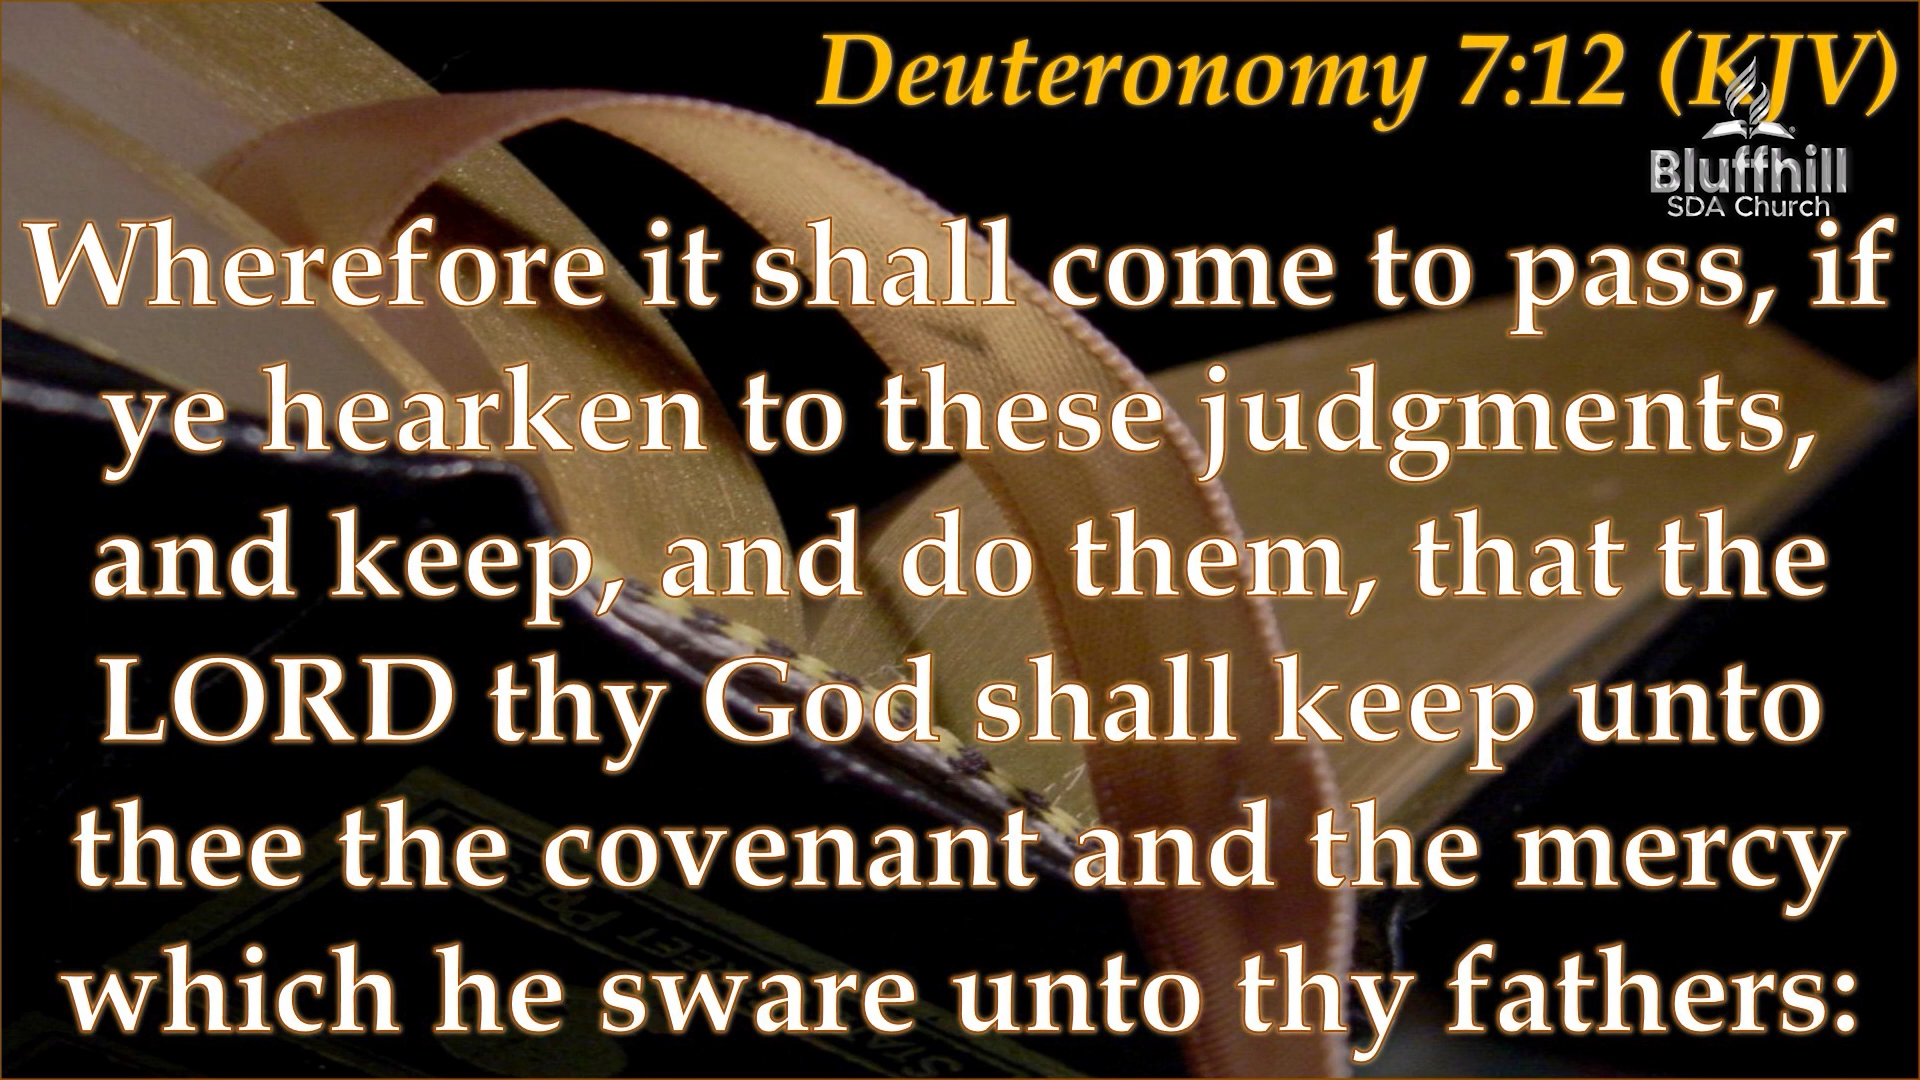 Deuteronomy 7:12 (KJV)
Bluffhill
SDA Church
Wherefore it shall come to pass, if
ye hearken to these judgments,
and keep, and do them, that the
LORD thy God shall keep unto
thee the covenant and the mercy
which he sware unto thy fathers: